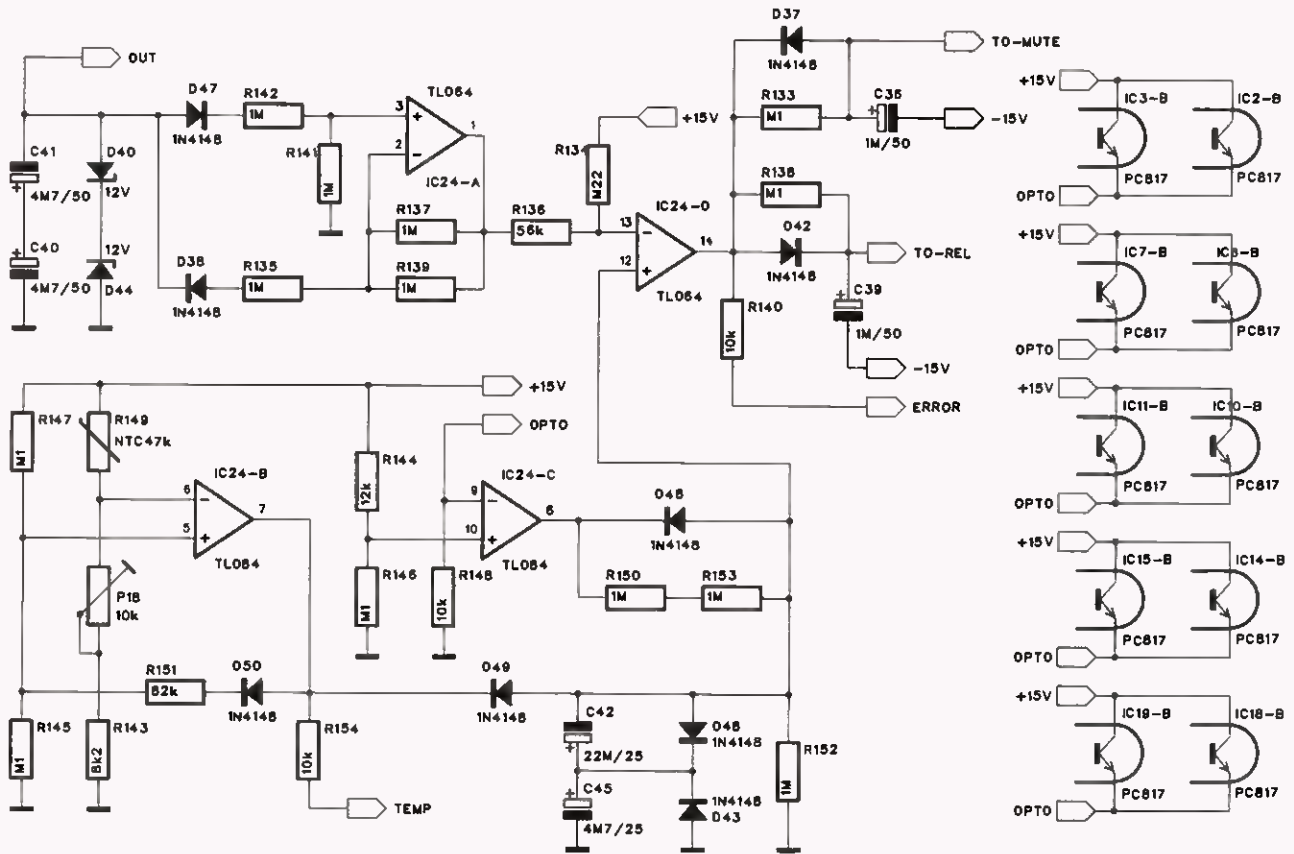 OUT
D47
1N4148
R142
1M
TL064
3
1
2
IC24-A
R141
1M
C41
4M7/50
D40
12V
C40
4M7/50
12V
D44
D38
1N4148
R135
1M
R137
1M
R139
1M
R136
56k
+15V
R134
M22
IC24-D
13
14
12
TL064
D37
1N4148
TO-MUTE
R133
M1
C36
1M/50
-15V
R138
M1
D42
1N4148
TO-REL
C39
1M/50
-15V
R140
10k
ERROR
R147
M1
R149
NTC47k
+15V
OPTO
IC24-B
6
7
5
TL064
P18
10k
R144
12k
IC24-C
9
10
TL064
R146
M1
R148
10k
D48
1N4148
R150
1M
R153
1M
R151
82k
D50
1N4148
D49
1N4148
R145
M1
R143
8k2
R154
10k
TEMP
C42
22M/25
1N4148
C45
4M7/25
1N4148
D43
R152
1M
+15V
IC3-B
IC2-B
PC817
PC817
OPTO
+15V
IC7-B
IC6-B
PC817
PC817
OPTO
+15V
IC11-B
IC10-B
PC817
PC817
OPTO
+15V
IC15-B
IC14-B
PC817
PC817
OPTO
+15V
IC19-B
IC18-B
PC817
PC817
OPTO